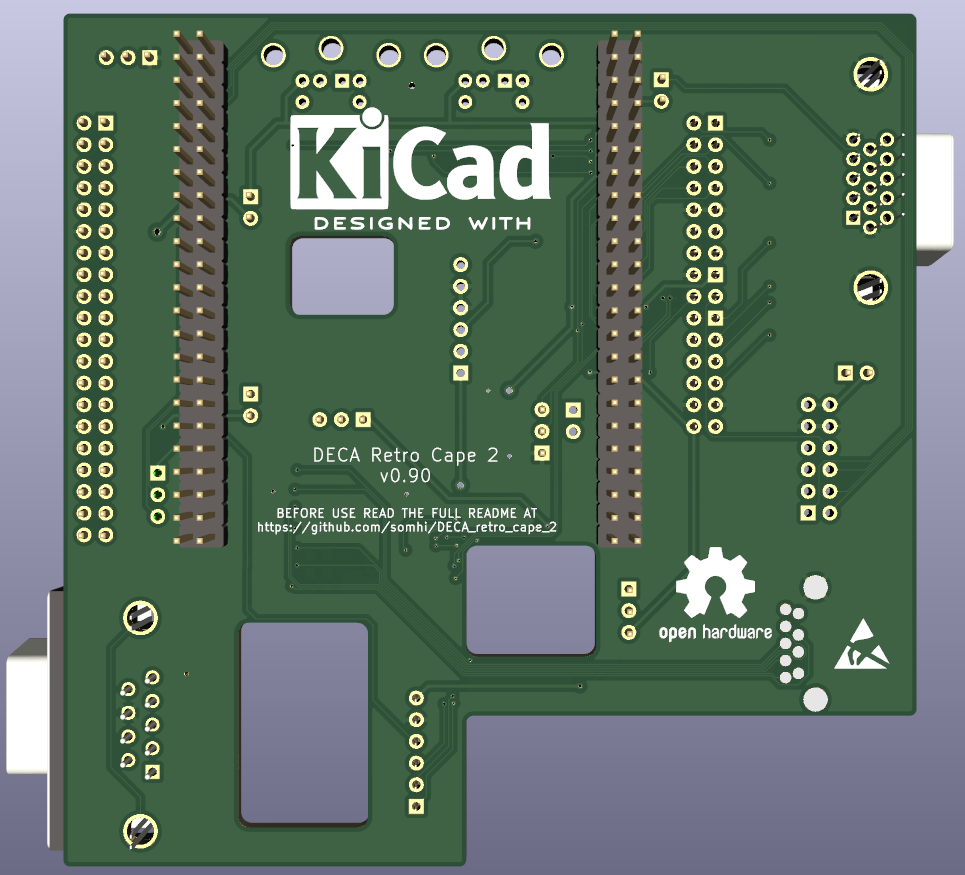 KiCad
DESIGNED WITH
DECA Retro Cape 2
v0.90
BEFORE USE READ THE FULL README AT
https://github.com/somhi/DECA_retro_cape_2
open hardware